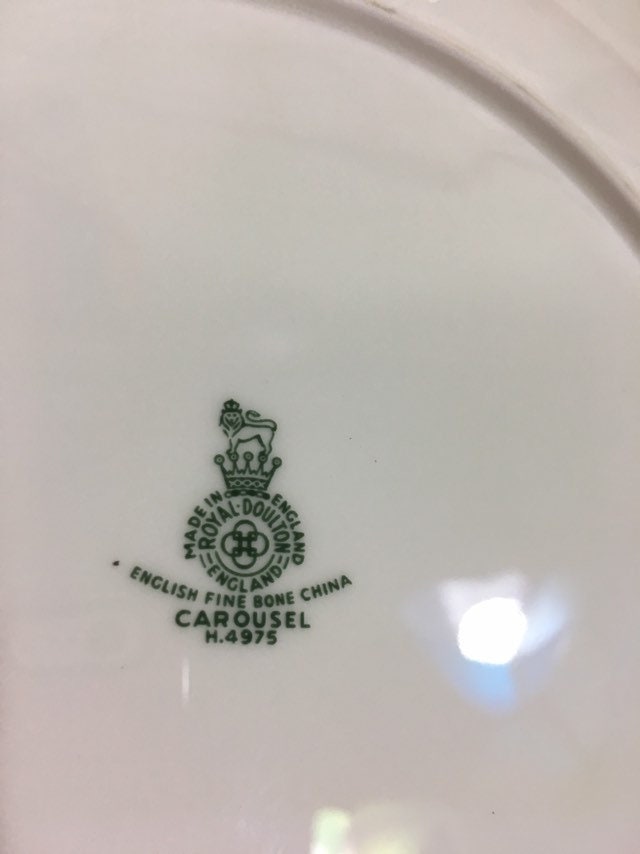 MADE IN ENGLAND
ROYAL·DOULTON
ENGLAND
ENGLISH FINE BONE CHINA
CAROUSEL
H.4975